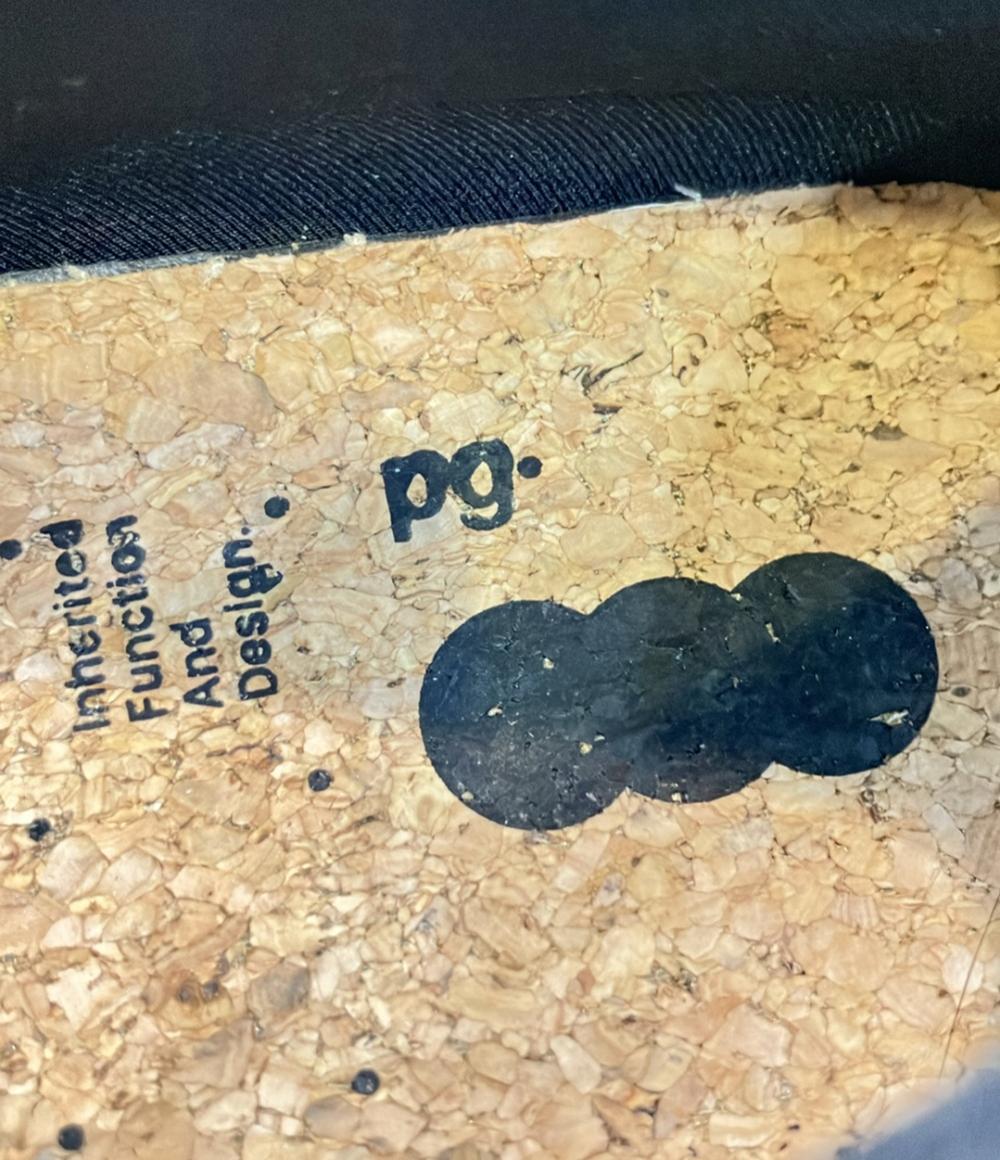 pg.
Inherited
Function
And
Design.